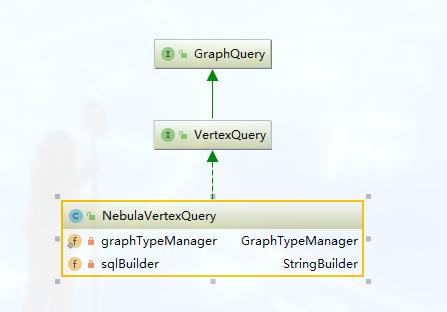 I GraphQuery
I VertexQuery
C NebulaVertexQuery
f graphTypeManager GraphTypeManager
f sqlBuilder StringBuilder